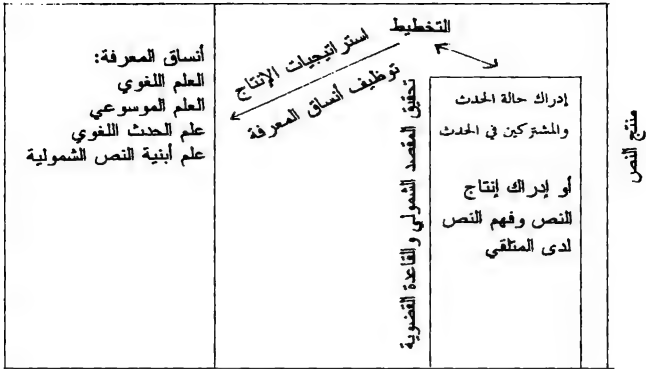 منتج النص
التخطيط
إدراك حالة الحدث
والمشتركين في الحدث
أو إدراك إنتاج
النص وفهم النص
لدى المتلقي
تحقيق المقصد الشمولي والقاعدة القضوية
استراتيجيات الإنتاج
توظيف أنساق المعرفة
أنساق المعرفة:
العلم اللغوي
العلم الموسوعي
علم الحدث اللغوي
علم أبنية النص الشمولية